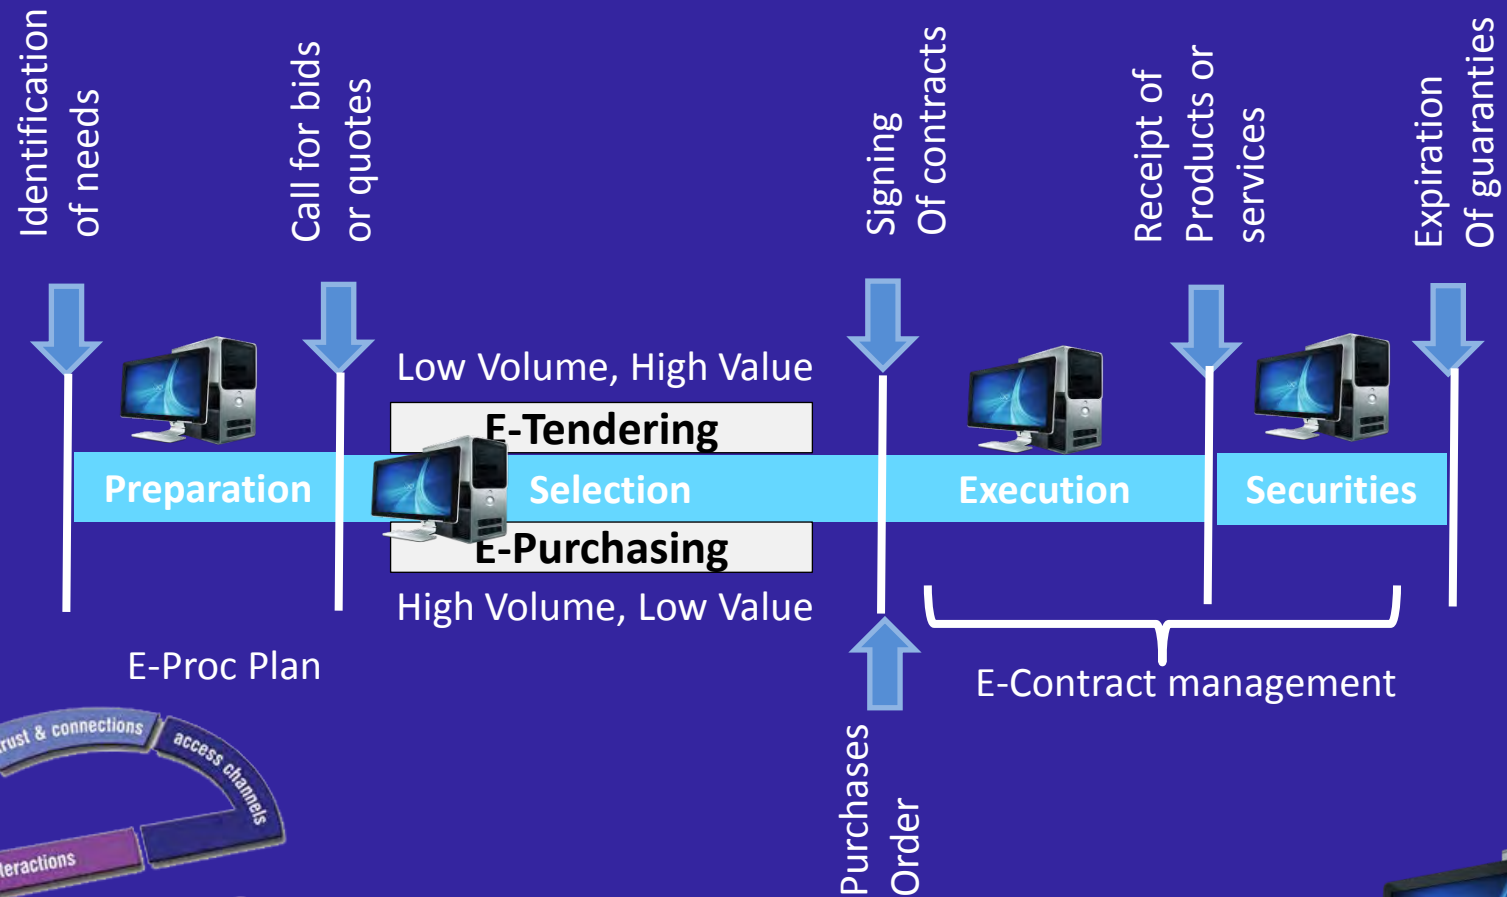 Identification
of needs
Call for bids
or quotes
Signing
Of contracts
Receipt of
Products or
services
Expiration
Of guaranties
Low Volume, High Value
E-Tendering
Preparation
Selection
Execution
Securities
E-Purchasing
High Volume, Low Value
E-Proc Plan
E-Contract management
Purchases
Order
& connections
access channels